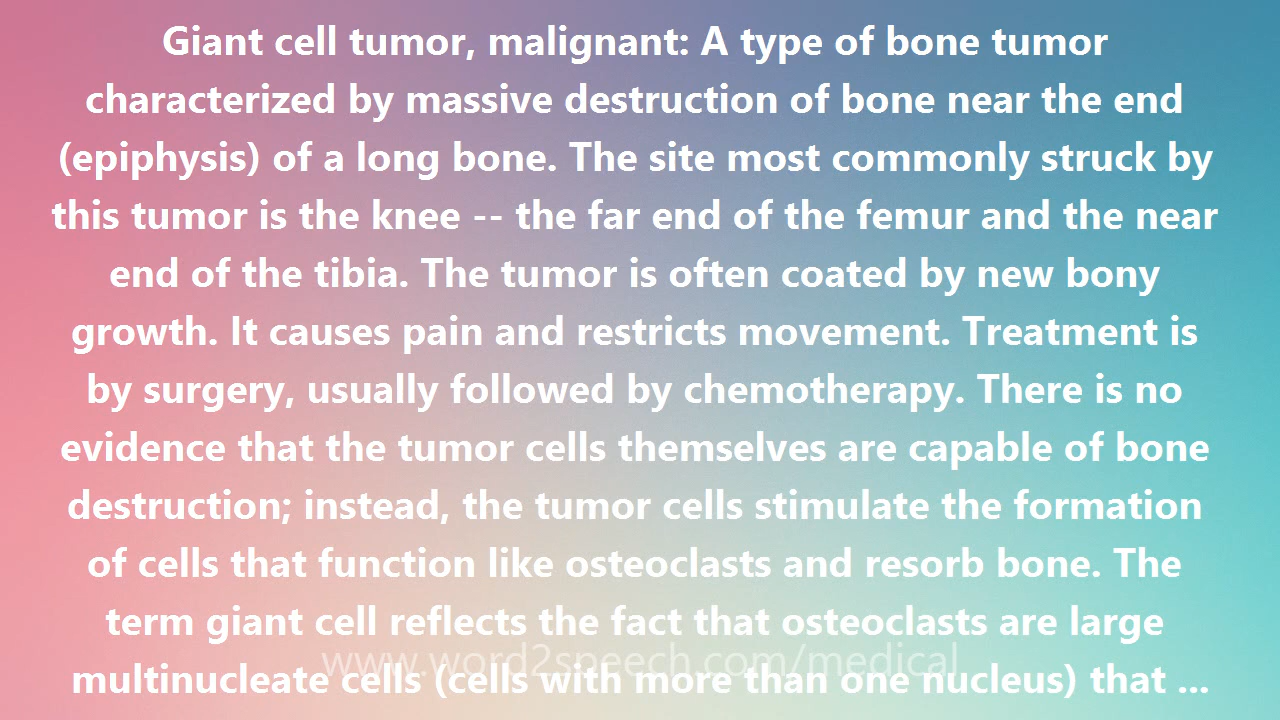 Giant cell tumor, malignant: A type of bone tumor
characterized by massive destruction of bone near the end
(epiphysis) of a long bone. The site most commonly struck by
this tumor is the knee -- the far end of the femur and the near
end of the tibia. The tumor is often coated by new bony
growth. It causes pain and restricts movement. Treatment is
by surgery, usually followed by chemotherapy. There is no
evidence that the tumor cells themselves are capable of bone
destruction; instead, the tumor cells stimulate the formation
of cells that function like osteoclasts and resorb bone. The
term giant cell reflects the fact that osteoclasts are large
www.word2speech.com/medical
multinucleate cells (cells with more than one nucleus) that ...